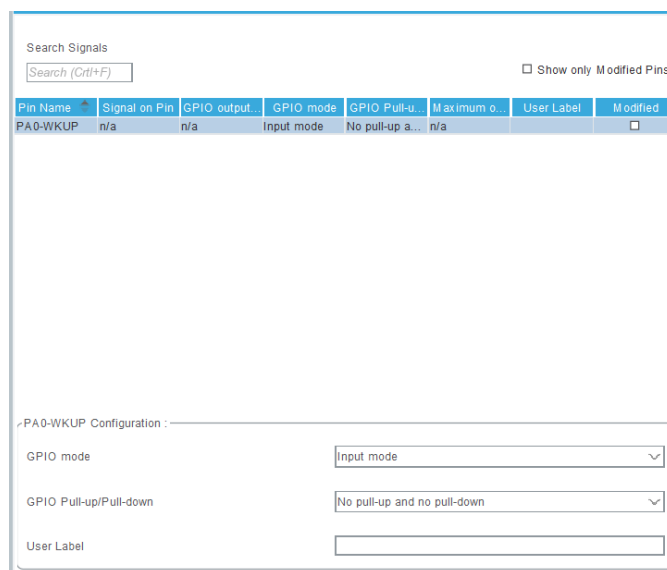 Search Signals
Search (CrtI+F)
Show only Modified Pins
Pin Name Signal on Pin GPIO output... GPIO mode GPIO Pull-u... Maximum o... User Label Modified
PA0-WKUP n/a n/a Input mode No pull-up a... n/a
PA0-WKUP Configuration :
GPIO mode Input mode
GPIO Pull-up/Pull-down No pull-up and no pull-down
User Label